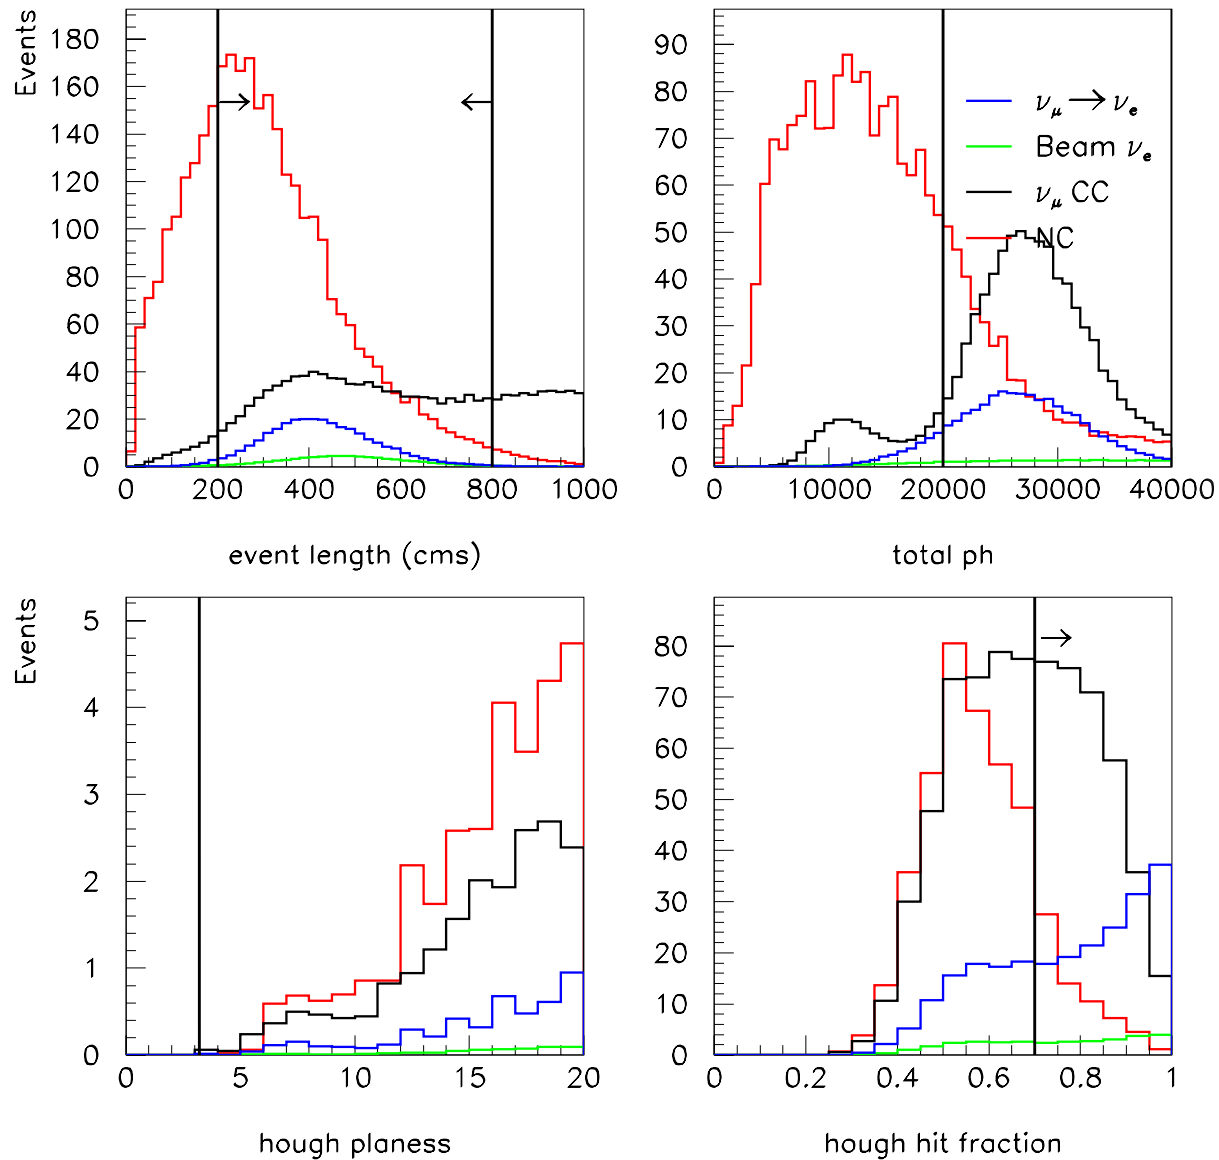 Events
180
160
140
120
100
80
60
40
20
0
0 200 400 600 800 1000
event length (cms)
90
80
70
60
50
40
30
20
10
0
0 10000 20000 30000 40000
total ph
ν_μ → ν_e
Beam ν_e
ν_μ CC
NC
Events
5
4
3
2
1
0
0 5 10 15 20
hough planess
80
70
60
50
40
30
20
10
0
0 0.2 0.4 0.6 0.8 1
hough hit fraction